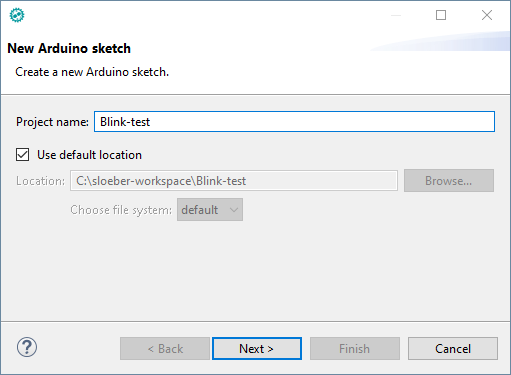 New Arduino sketch
Create a new Arduino sketch.
Project name: Blink-test
Use default location
Location: C:\sloeber-workspace\Blink-test Browse...
Choose file system: default
? < Back Next > Finish Cancel